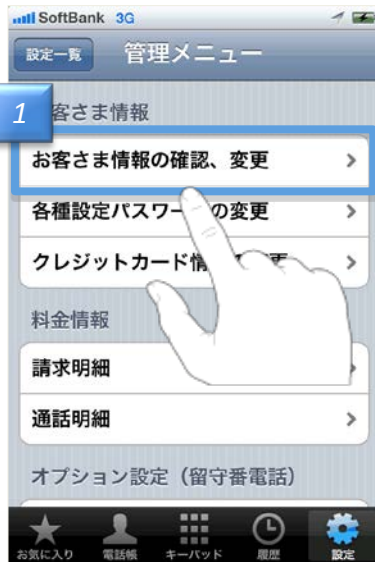 SoftBank 3G
設定一覧
管理メニュー
1
客さま情報
お客さま情報の確認、変更
各種設定パスワー の変更
クレジットカード情 更
料金情報
請求明細
通話明細
オプション設定（留守番電話）
お気に入り
電話帳
キーパッド
履歴
設定